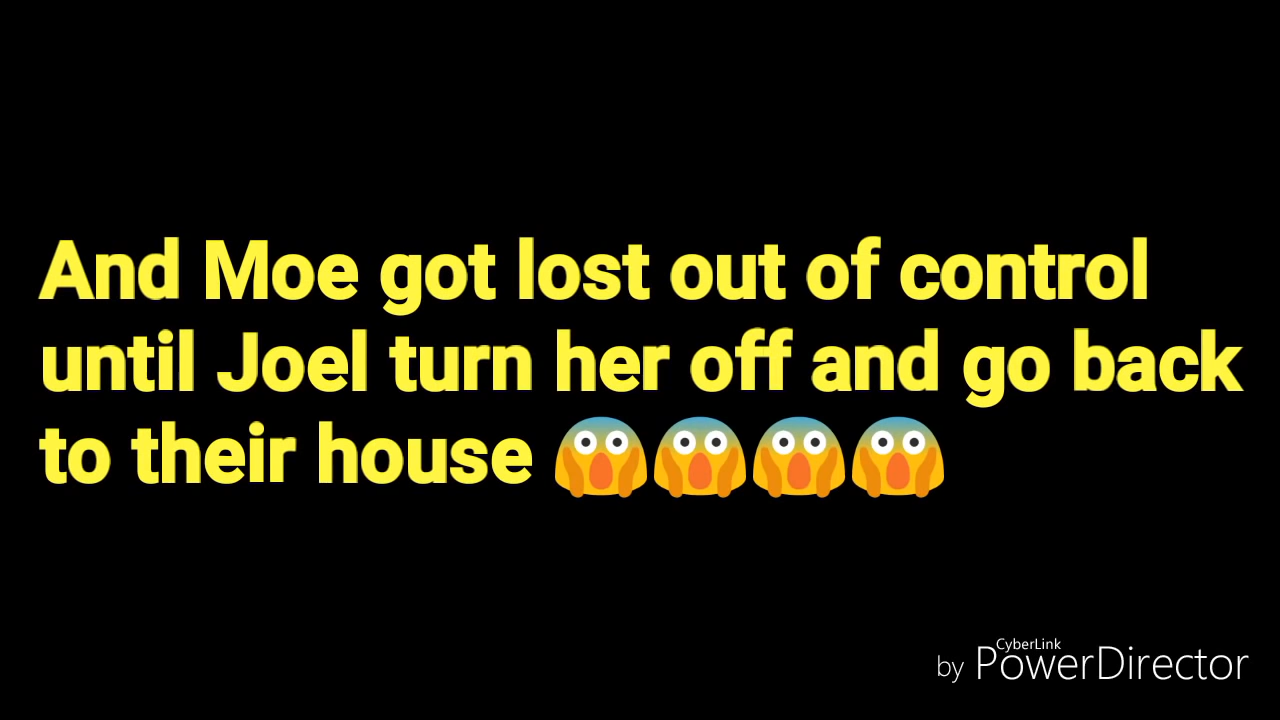 And Moe got lost out of control
until Joel turn her off and go back
to their house 😱😱😱😱
CyberLink
by PowerDirector